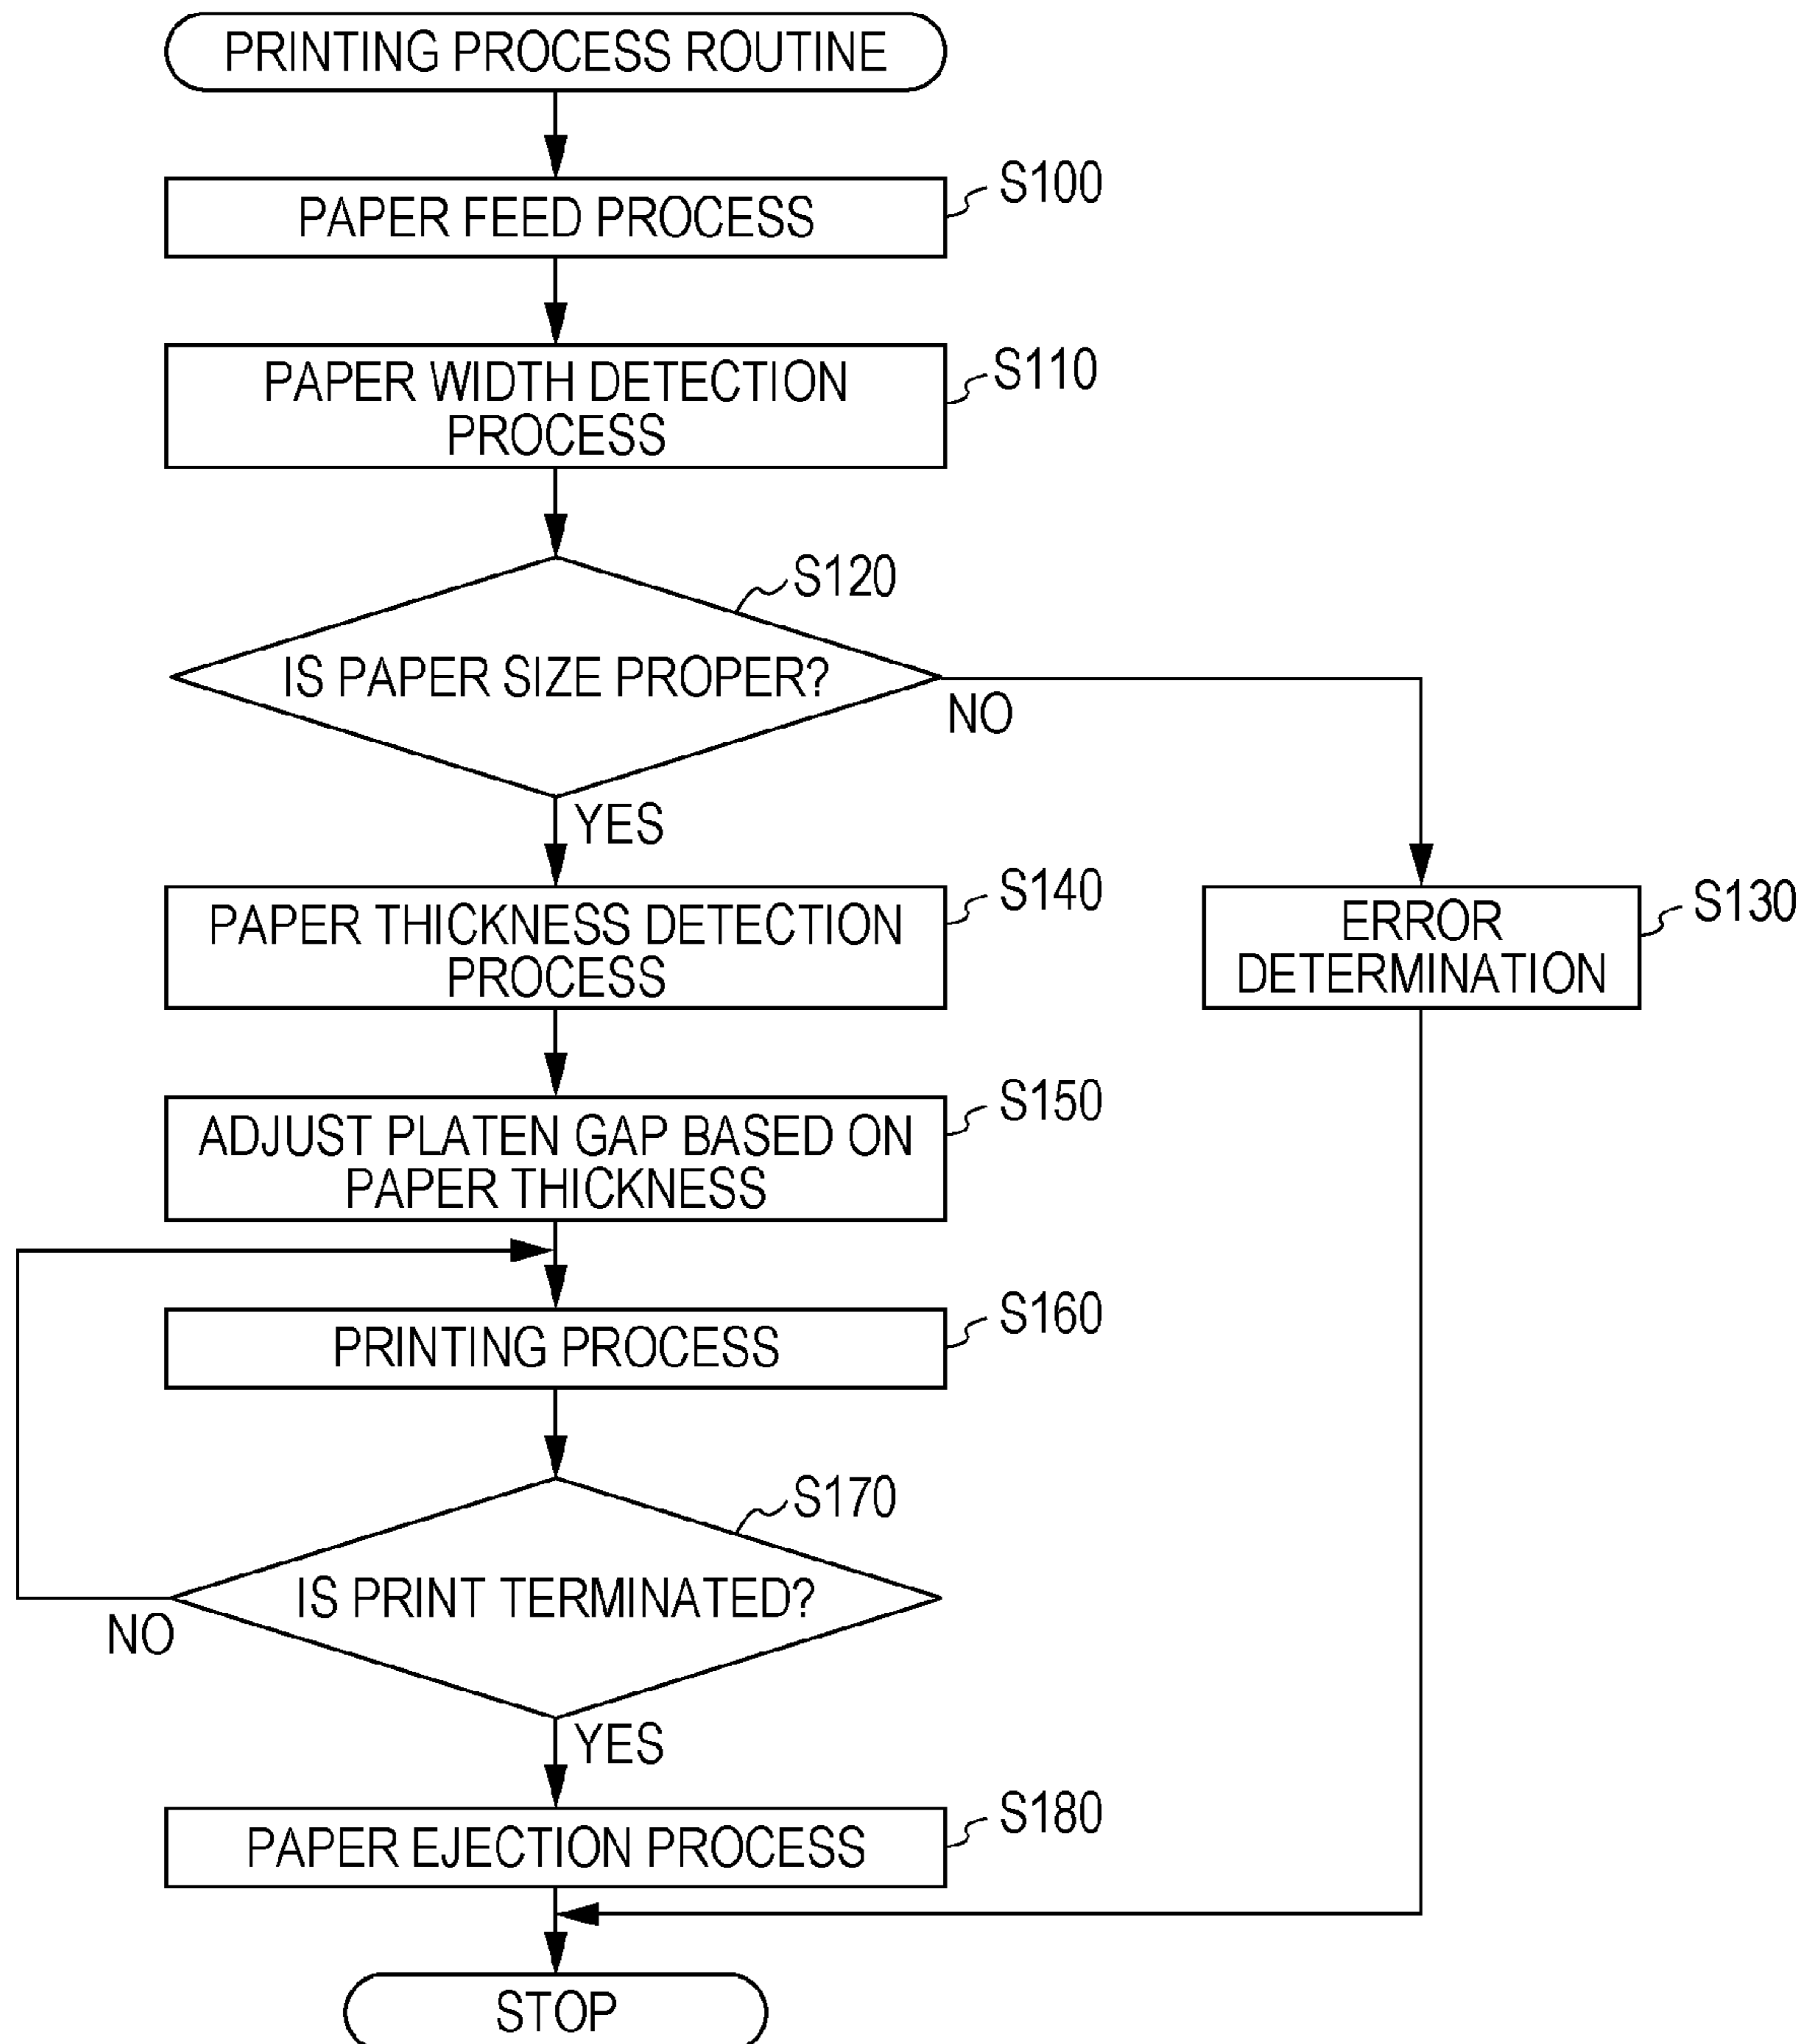 PRINTING PROCESS ROUTINE
S100
PAPER FEED PROCESS
S110
PAPER WIDTH DETECTION
PROCESS
S120
IS PAPER SIZE PROPER?
NO
YES
S140
PAPER THICKNESS DETECTION
PROCESS
S130
ERROR
DETERMINATION
S150
ADJUST PLATEN GAP BASED ON
PAPER THICKNESS
S160
PRINTING PROCESS
S170
IS PRINT TERMINATED?
NO
YES
S180
PAPER EJECTION PROCESS
STOP